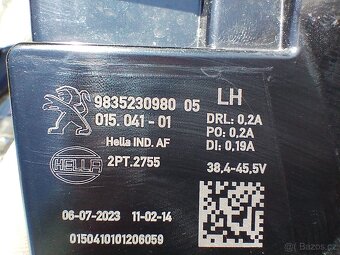 9835230980 05 LH
015.041-01 DRL: 0,2A
PO: 0,2A
Hella IND. AF DI: 0,19A
HELLA 2PT.2755 38,4-45,5V
06-07-2023 11-02-14
0150410101206059
Bazoš.cz